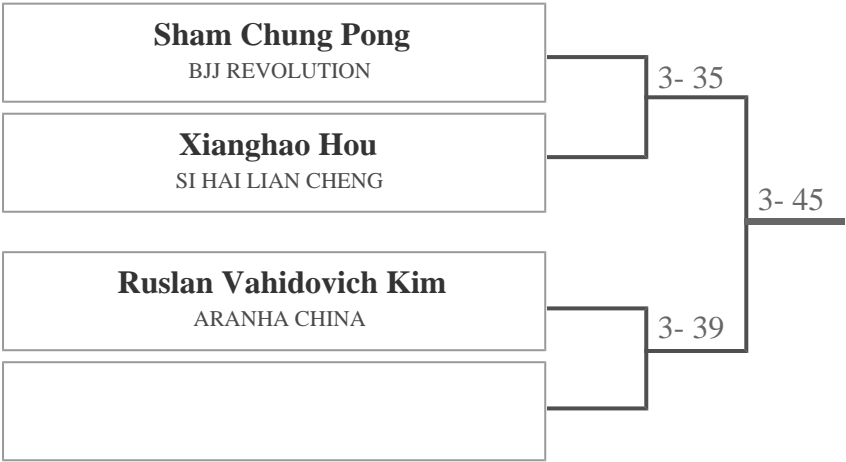 Sham Chung Pong
BJJ REVOLUTION
3- 35
Xianghao Hou
SI HAI LIAN CHENG
3- 45
Ruslan Vahidovich Kim
ARANHA CHINA
3- 39